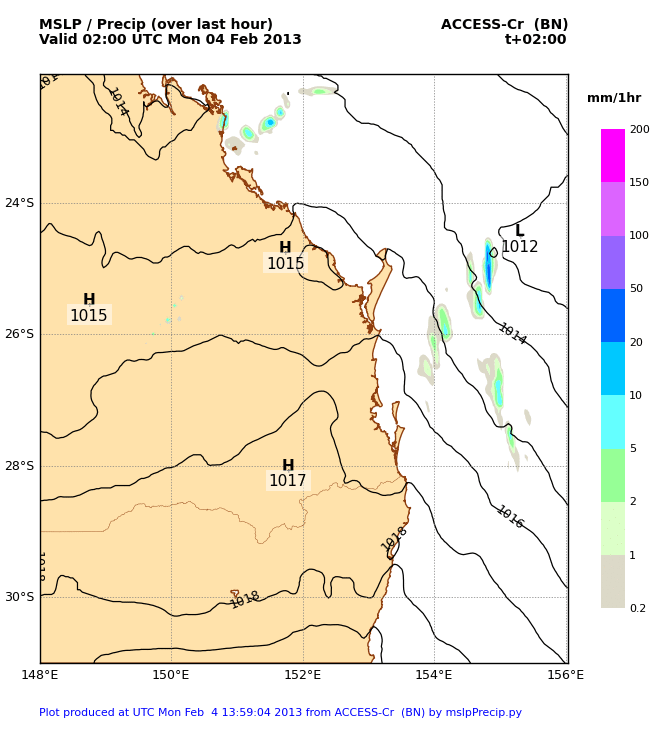 MSLP / Precip (over last hour) ACCESS-Cr (BN)
Valid 02:00 UTC Mon 04 Feb 2013 t+02:00
mm/1hr
200
150
100
50
20
10
5
2
1
0.2
24°S
26°S
28°S
30°S
1014
L
1012
H
1015
H
1015
1014
H
1017
1016
1018
1018
1018
148°E 150°E 152°E 154°E 156°E
Plot produced at UTC Mon Feb 4 13:59:04 2013 from ACCESS-Cr (BN) by mslpPrecip.py